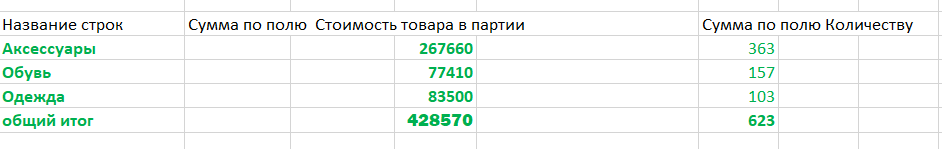 Название строк Сумма по полю Стоимость товара в партии Сумма по полю Количеству
Аксессуары 267660 363
Обувь 77410 157
Одежда 83500 103
общий итог 428570 623